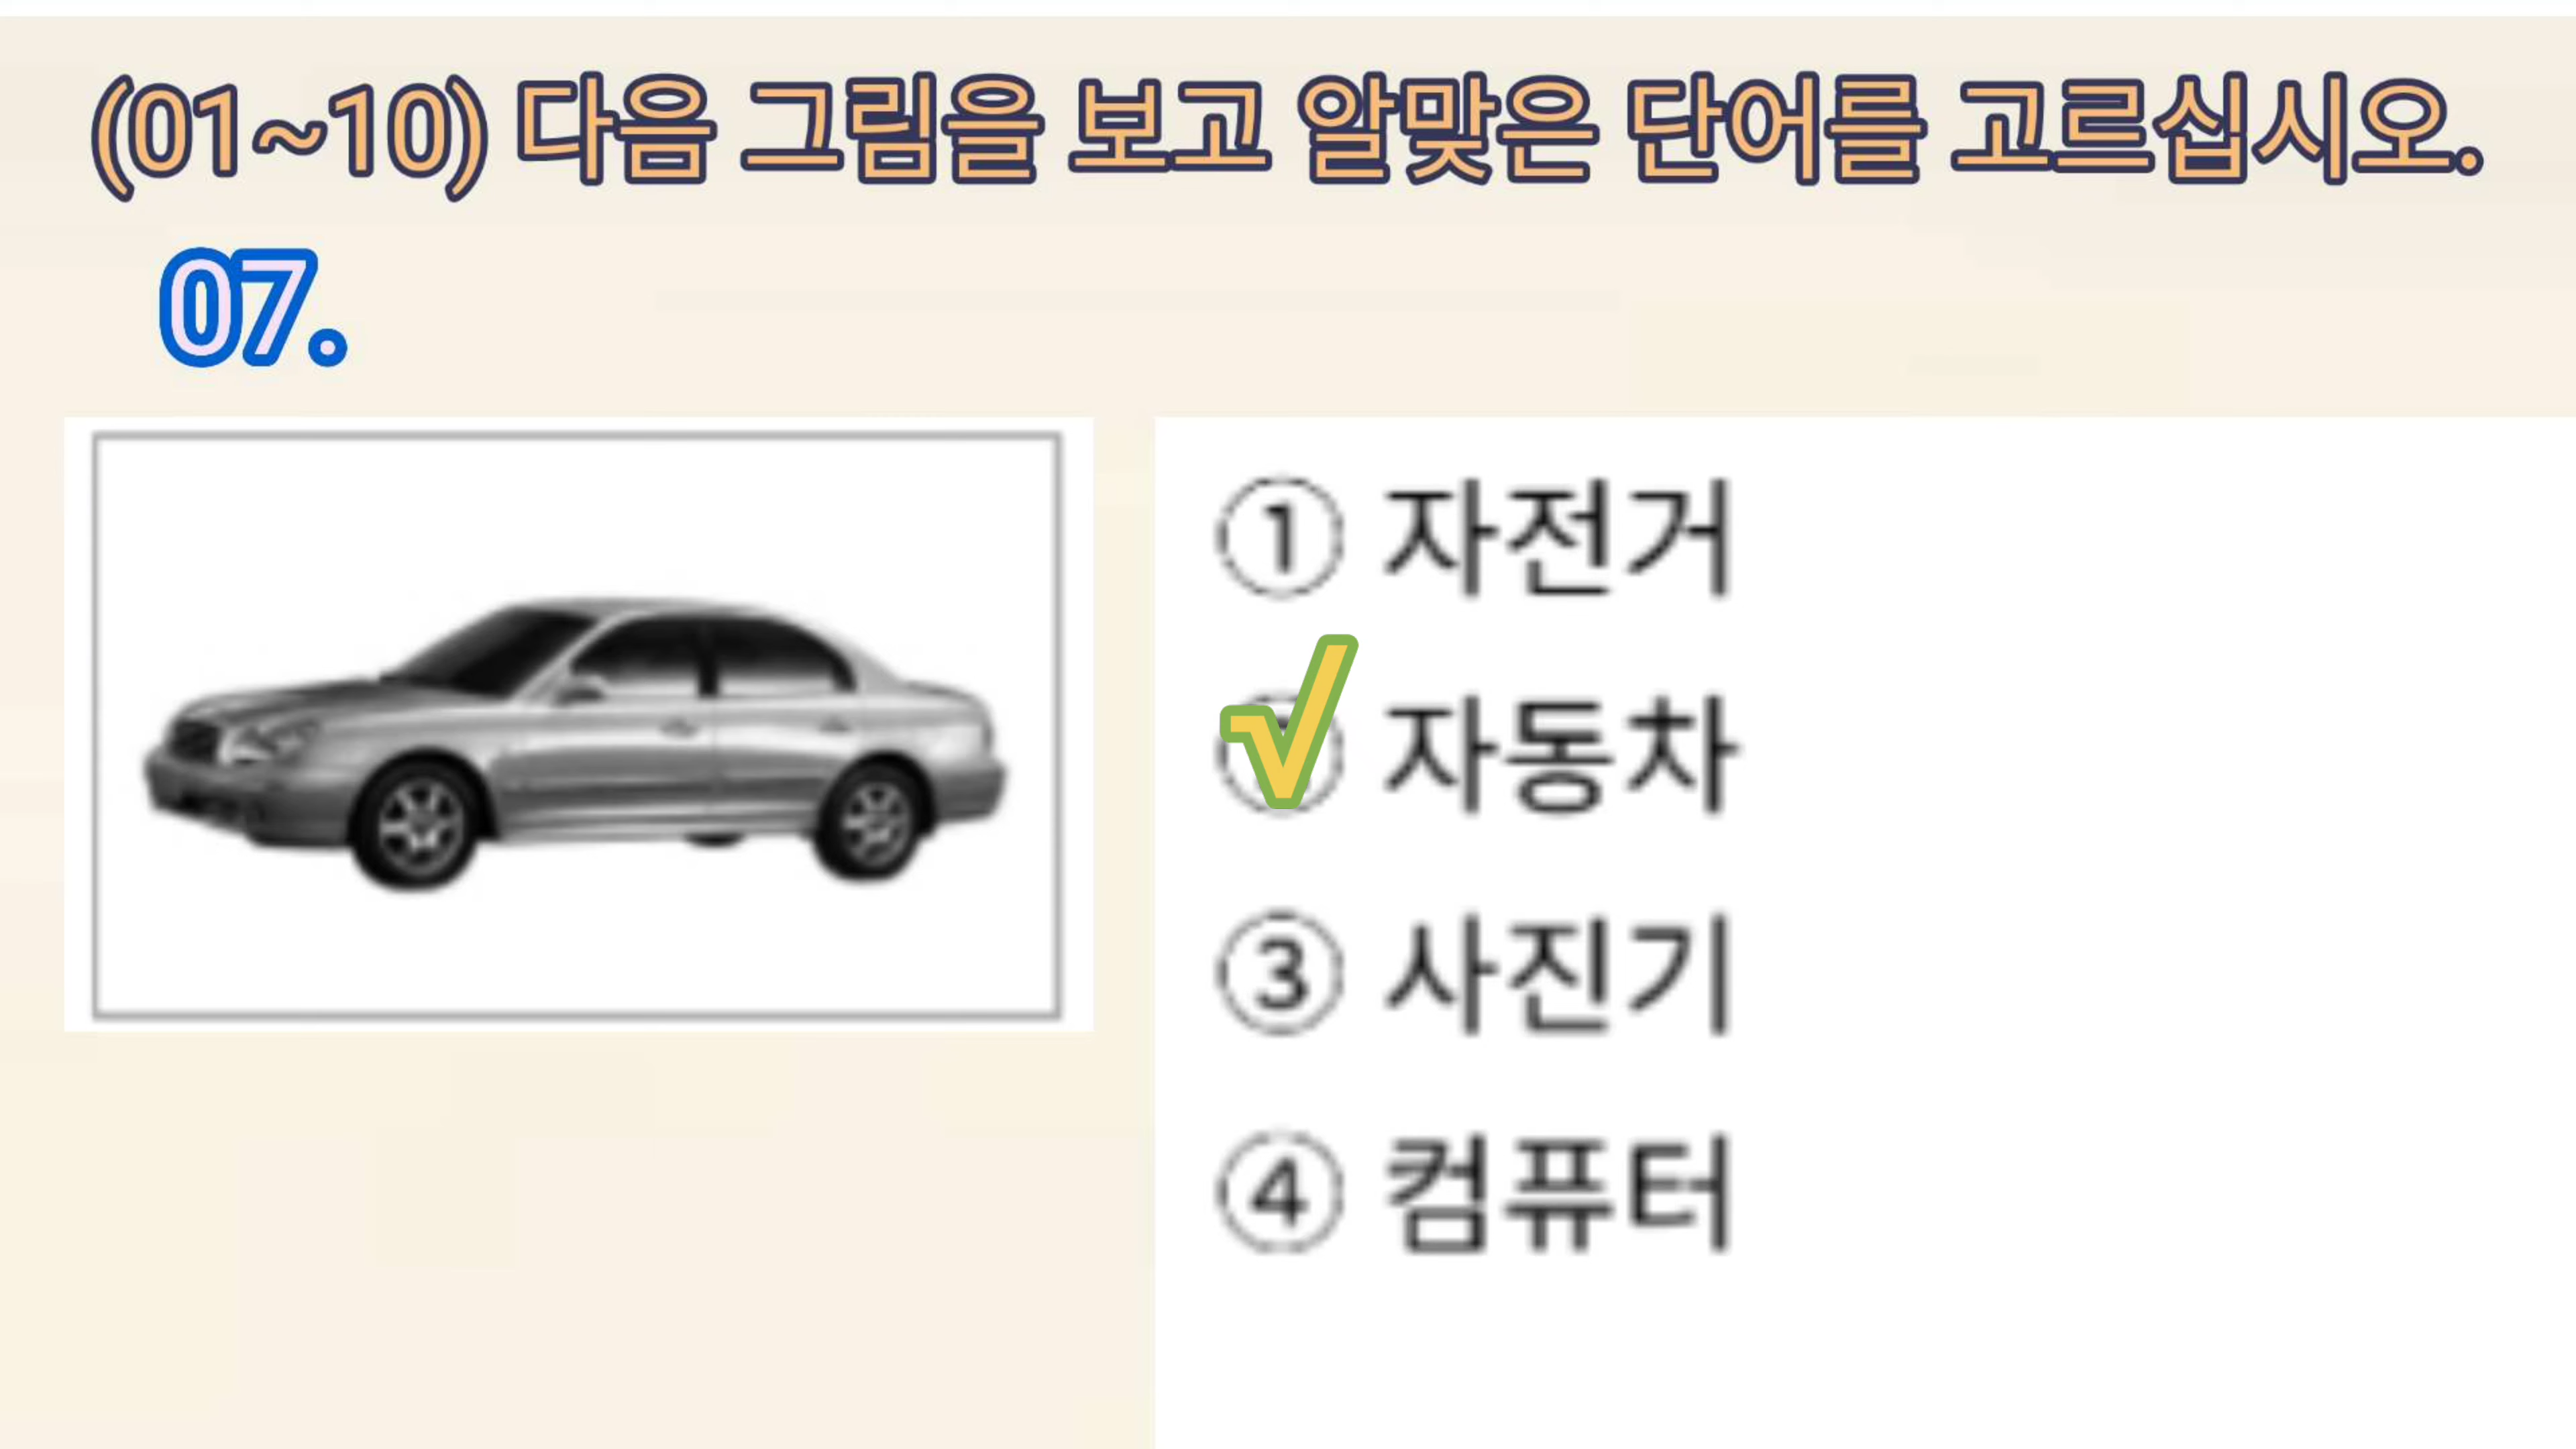 (01~10) 다음 그림을 보고 알맞은 단어를 고르십시오.
07.
① 자전거
자동차
③ 사진기
④ 컴퓨터